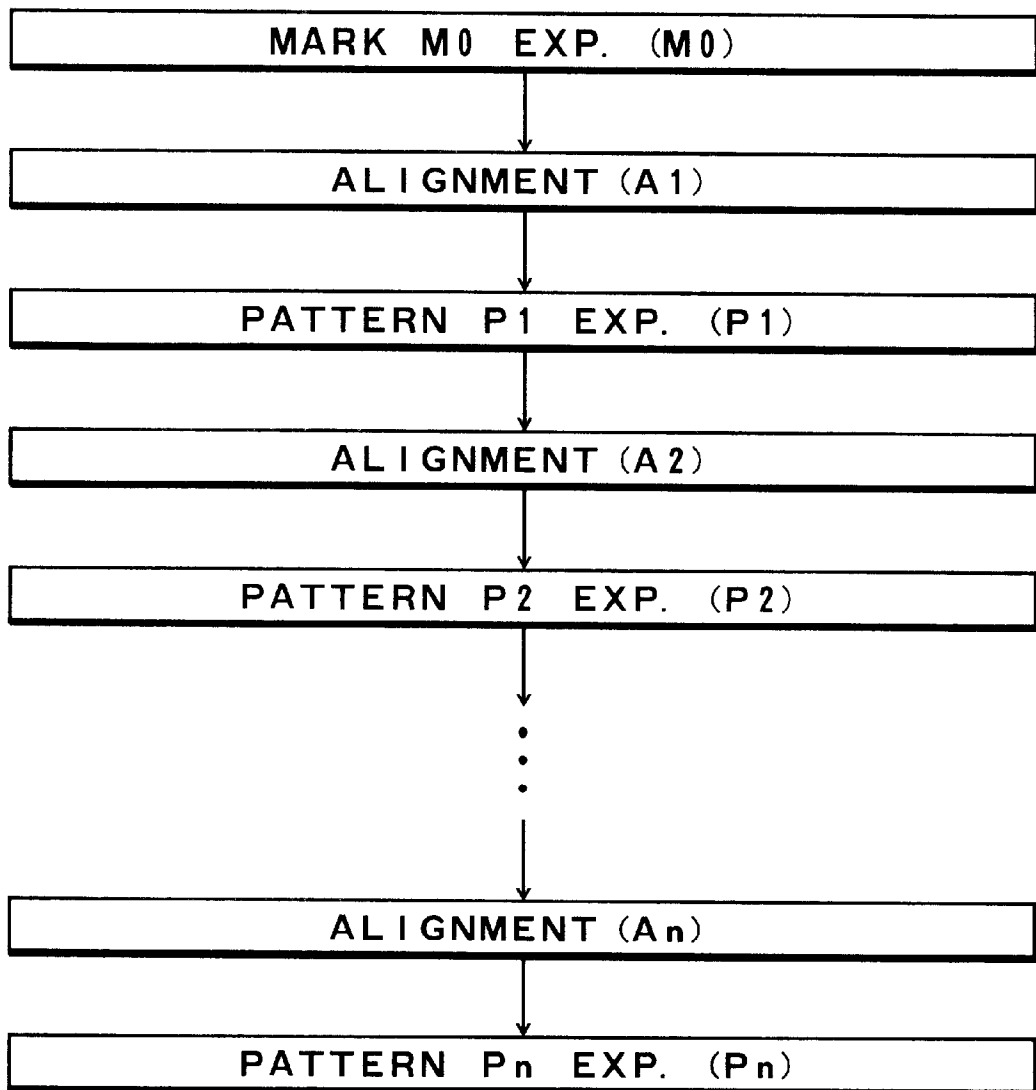 MARK M0 EXP. (M0)
ALIGNMENT (A1)
PATTERN P1 EXP. (P1)
ALIGNMENT (A2)
PATTERN P2 EXP. (P2)
ALIGNMENT (An)
PATTERN Pn EXP. (Pn)